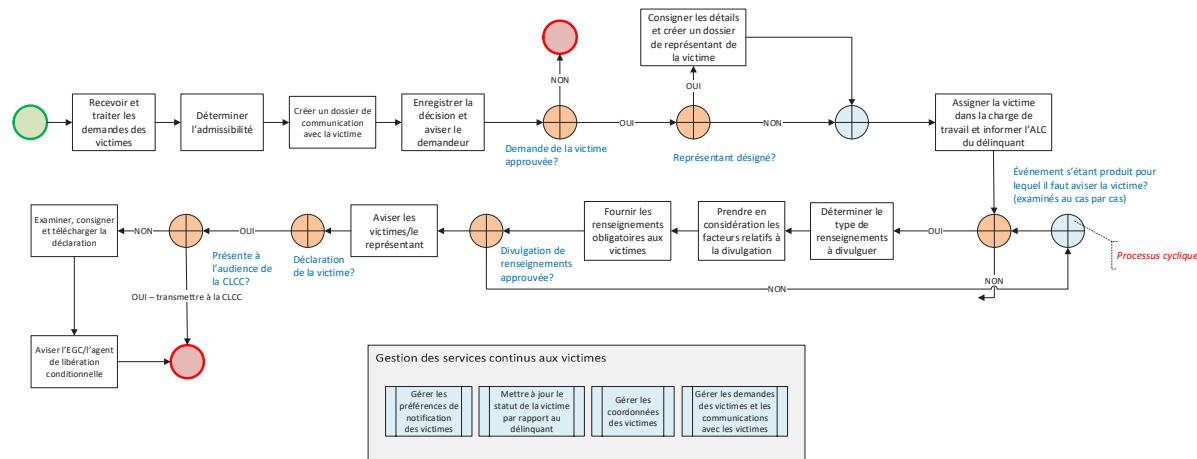 Consigner les détails
et créer un dossier
de représentant de
la victime
NON
OUI
Recevoir et
traiter les
demandes des
victimes
Déterminer
l’admissibilité
Créer un dossier de
communication
avec la victime
Enregistrer la
décision et
aviser le
demandeur
OUI
NON
Assigner la victime
dans la charge de
travail et informer l’ALC
du délinquant
Demande de la victime
approuvée?
Représentant désigné?
Événement s’étant produit pour
lequel il faut aviser la victime?
(examinés au cas par cas)
Examiner, consigner
et télécharger la
déclaration
NON
OUI
Aviser les
victimes/le
représentant
Fournir les
renseignements
obligatoires aux
victimes
Prendre en
considération les
facteurs relatifs à
la divulgation
Déterminer le
type de
renseignements
à divulguer
OUI
Présente à
l’audience de
la CLCC?
Déclaration
de la victime?
Divulgation de
renseignements
approuvée?
Processus cyclique
NON
NON
OUI – transmettre à la CLCC
Aviser l’EGC/l’agent
de libération
conditionnelle
Gestion des services continus aux victimes
Gérer les
préférences de
notification
des victimes
Mettre à jour le
statut de la victime
par rapport au
délinquant
Gérer les
coordonnées
des victimes
Gérer les demandes
des victimes et les
communications
avec les victimes